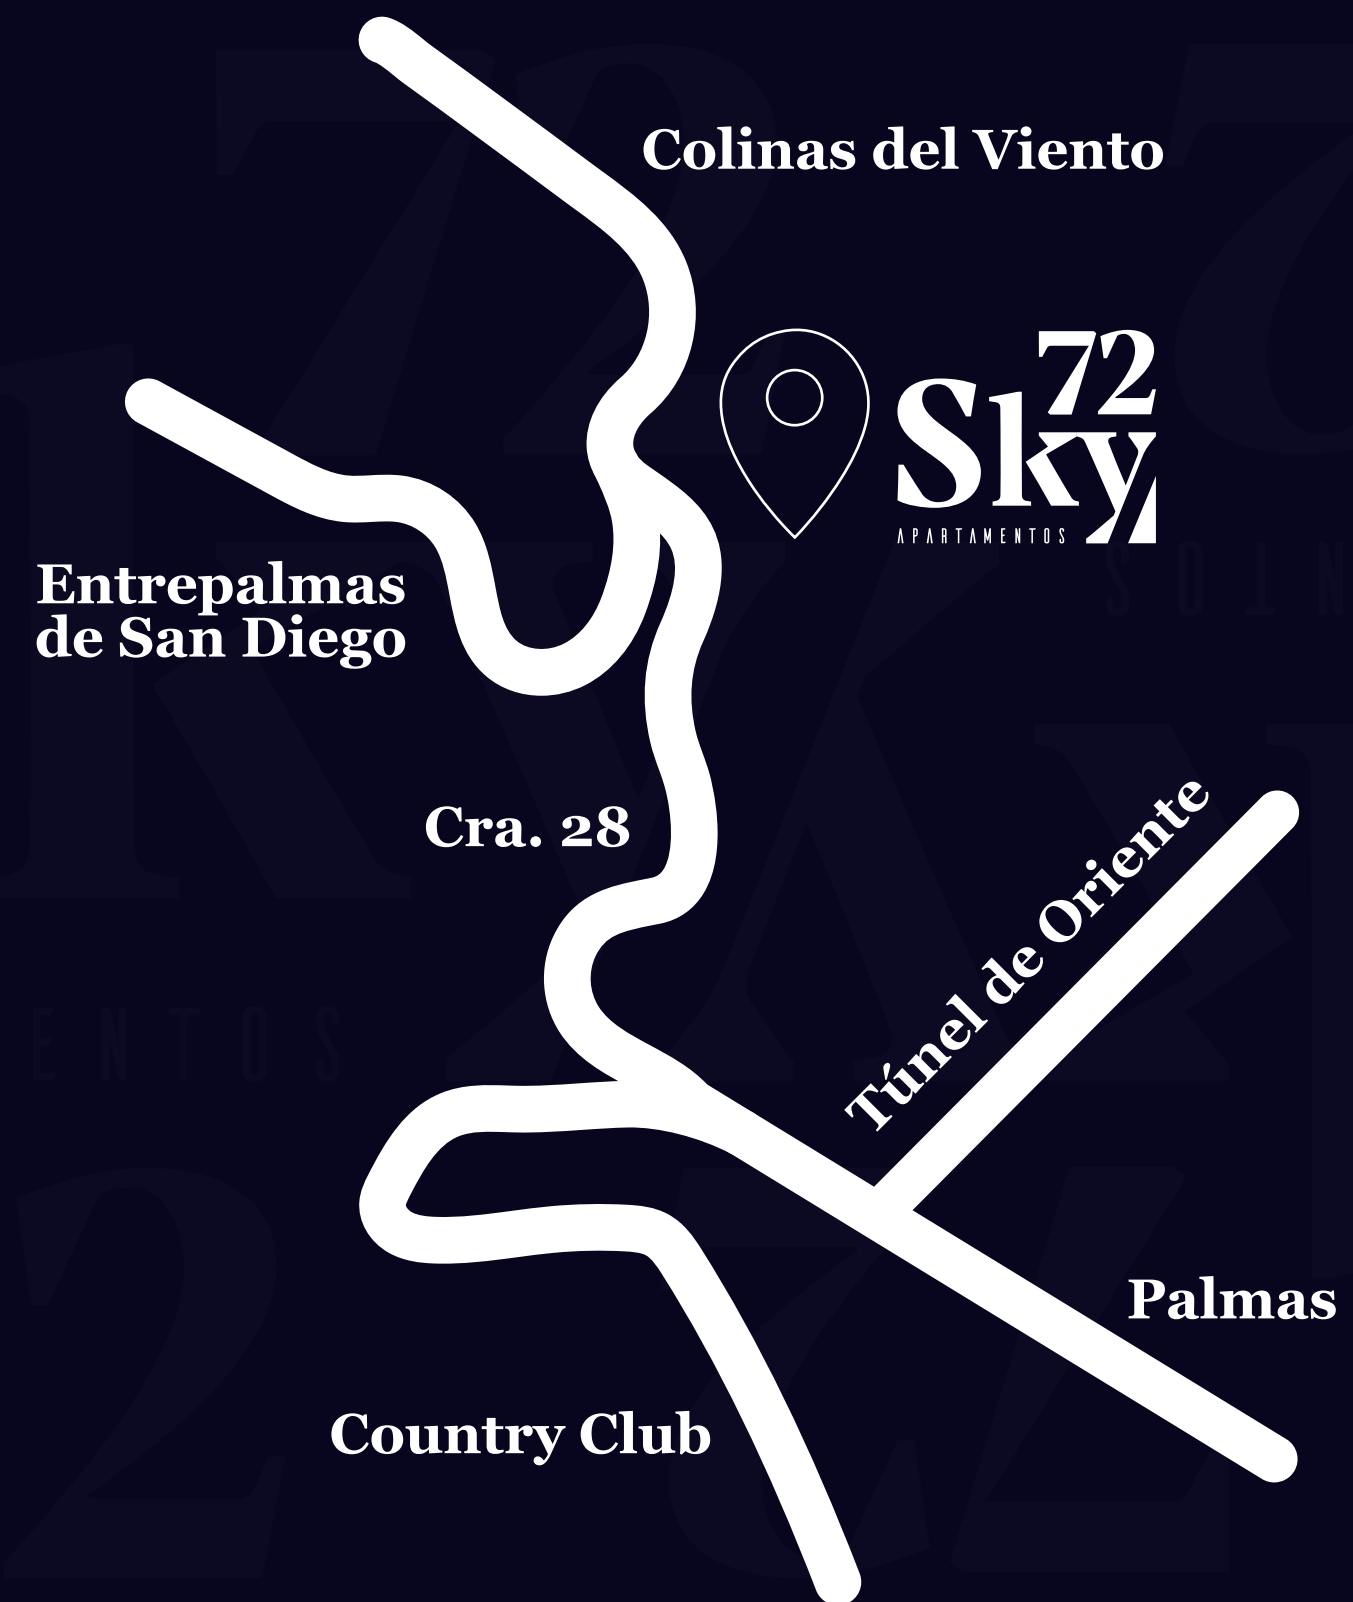 Colinas del Viento
72
Sky
APARTAMENTOS
Entrepalmas
de San Diego
Cra. 28
Túnel de Oriente
Palmas
Country Club